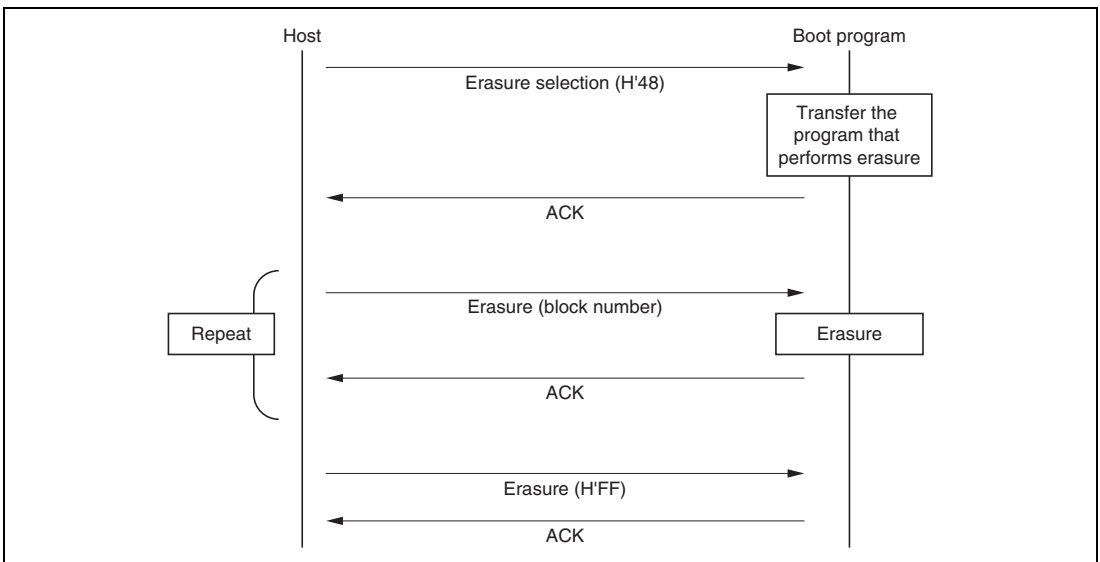 Host
Boot program
Erasure selection (H'48)
Transfer the
program that
performs erasure
ACK
Erasure (block number)
Repeat
Erasure
ACK
Erasure (H'FF)
ACK